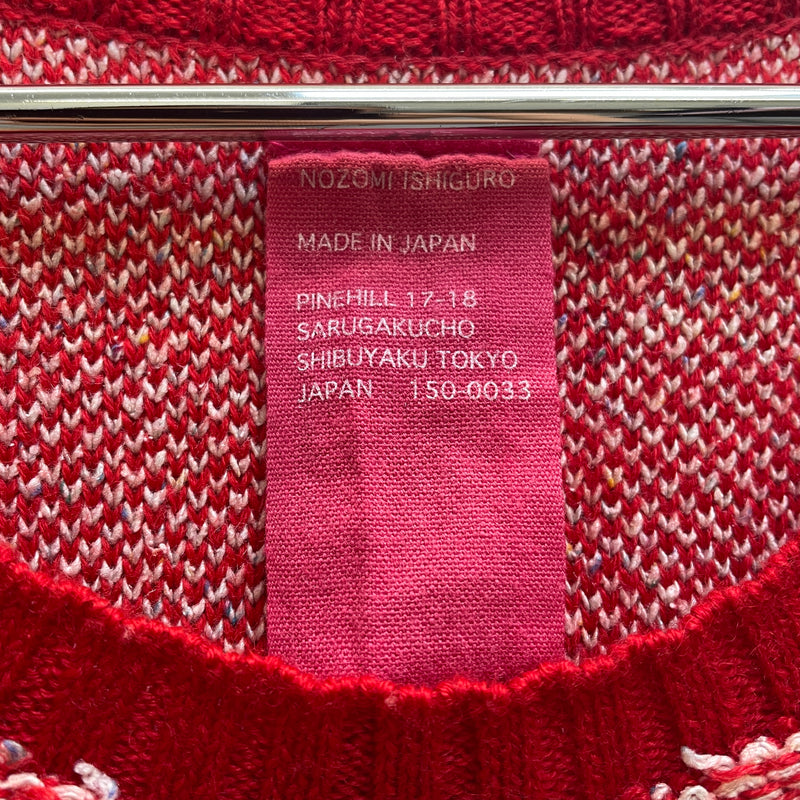 NOZOMI ISHIGURO
MADE IN JAPAN
PINEHILL 17-18
SARUGAKUCHO
SHIBUYAKU TOKYO
JAPAN 150-0033